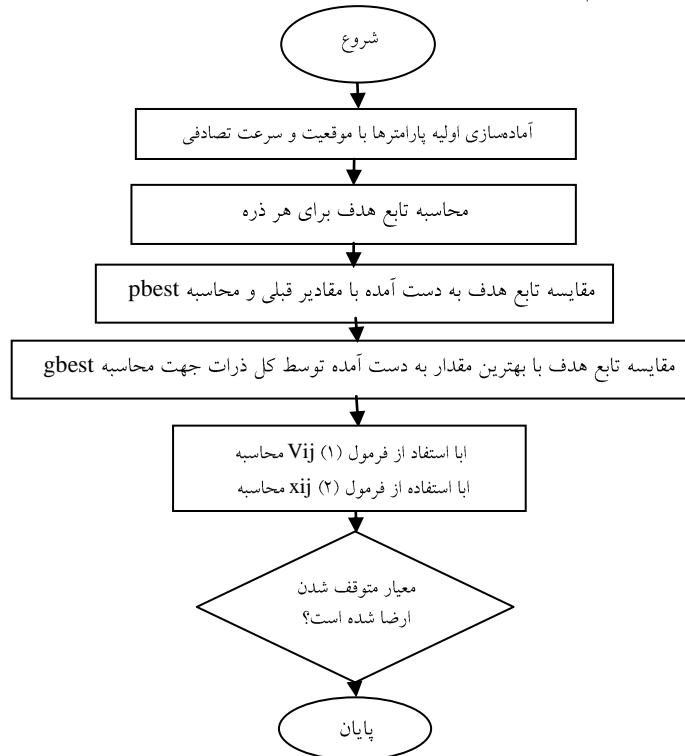 شروع
آماده‌سازی اولیه پارامترها با موقعیت و سرعت تصادفی
محاسبه تابع هدف برای هر ذره
مقایسه تابع هدف به دست آمده با مقادیر قبلی و محاسبه pbest
مقایسه تابع هدف با بهترین مقدار به دست آمده توسط کل ذرات جهت محاسبه gbest
ابا استفاد از فرمول (۱) Vij محاسبه
ابا استفاده از فرمول (۲) xij محاسبه
معیار متوقف شدن
ارضا شده است؟
پایان